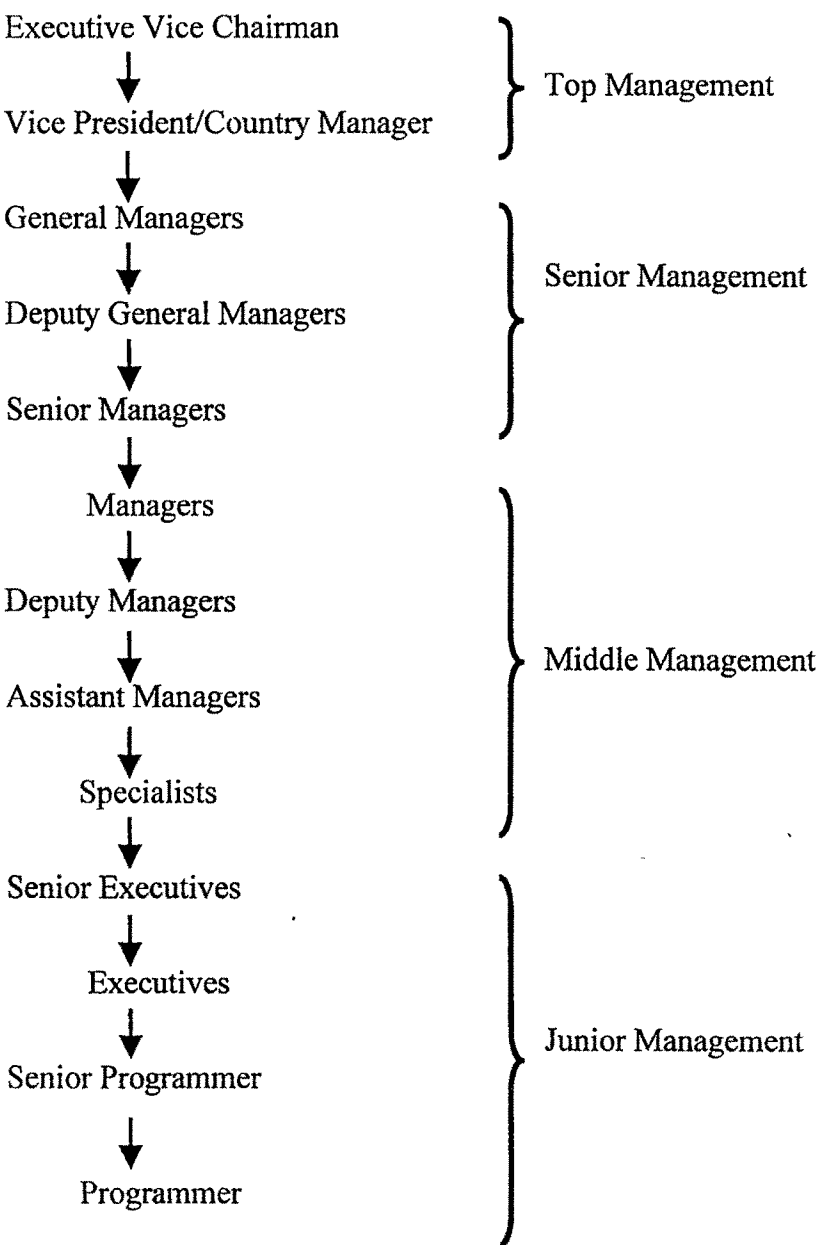 Executive Vice Chairman
Top Management
Vice President/Country Manager
General Managers
Senior Management
Deputy General Managers
Senior Managers
Managers
Deputy Managers
Middle Management
Assistant Managers
Specialists
Senior Executives
Executives
Junior Management
Senior Programmer
Programmer